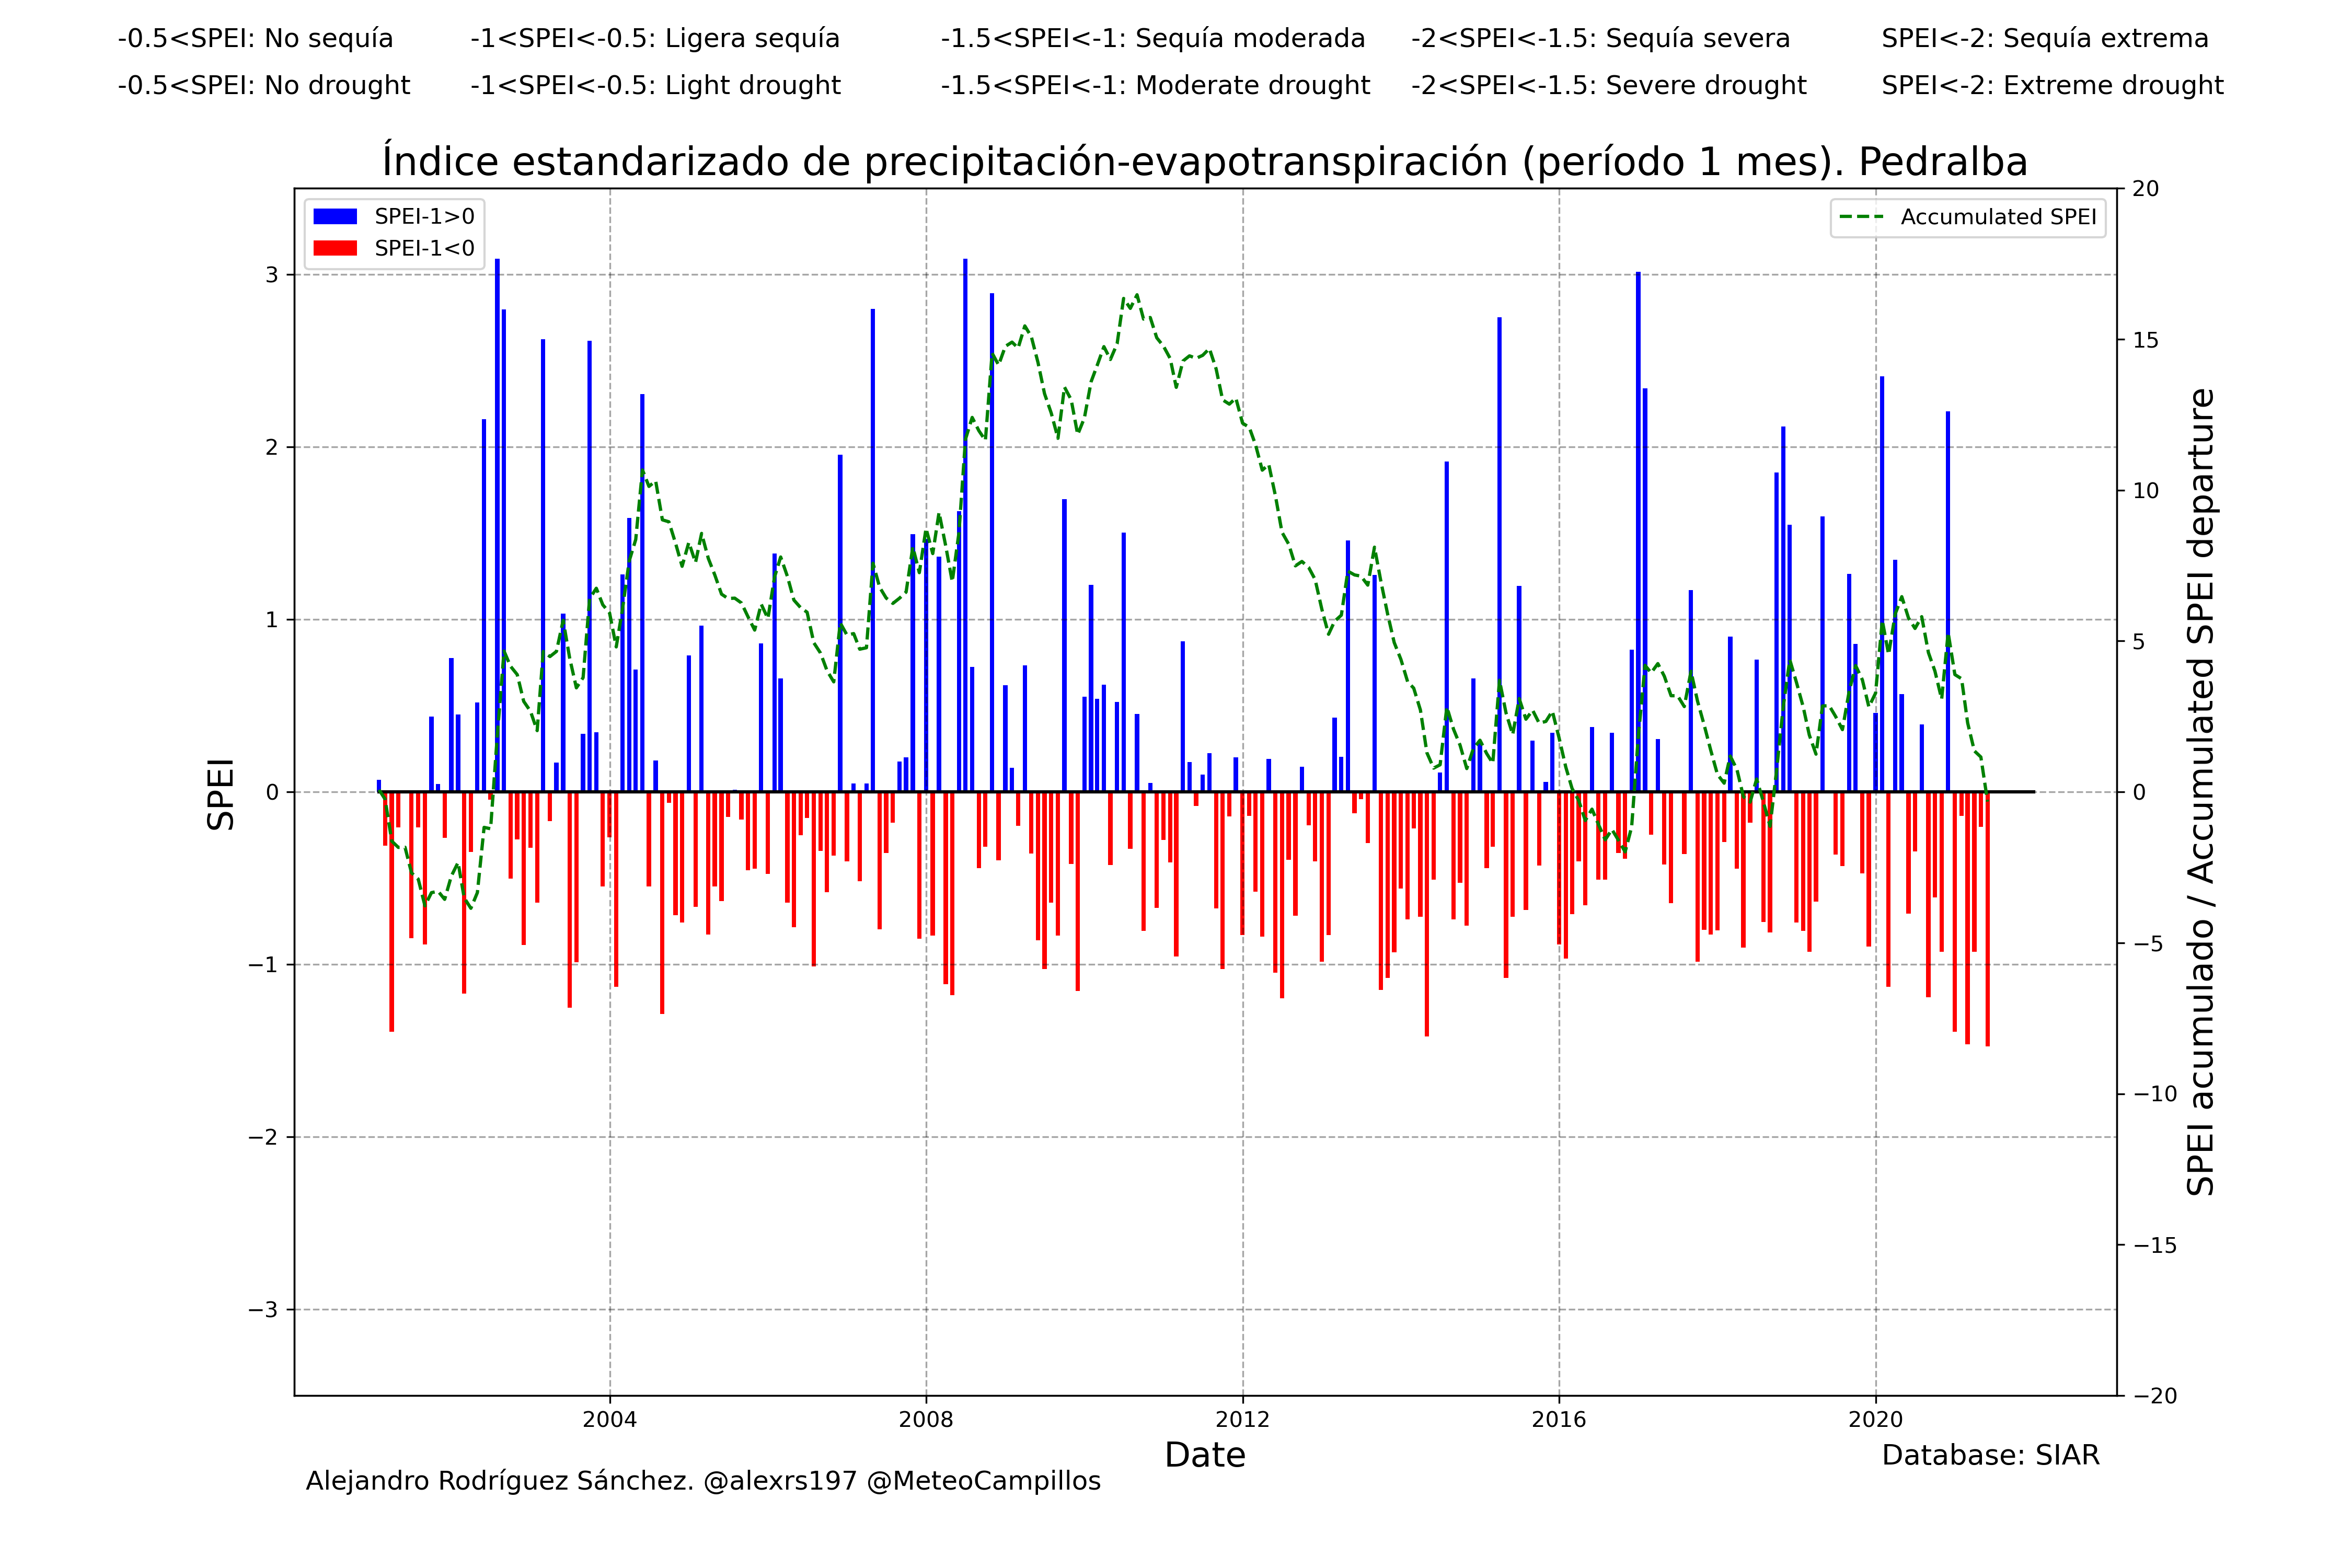 -0.5<SPEI: No sequía -1<SPEI<-0.5: Ligera sequía -1.5<SPEI<-1: Sequía moderada -2<SPEI<-1.5: Sequía severa SPEI<-2: Sequía extrema
-0.5<SPEI: No drought -1<SPEI<-0.5: Light drought -1.5<SPEI<-1: Moderate drought -2<SPEI<-1.5: Severe drought SPEI<-2: Extreme drought
Índice estandarizado de precipitación-evapotranspiración (período 1 mes). Pedralba
SPEI-1>0
SPEI-1<0
Accumulated SPEI
SPEI
3
2
1
0
−1
−2
−3
20
15
10
5
0
−5
−10
−15
−20
SPEI acumulado / Accumulated SPEI departure
2004 2008 2012 2016 2020
Date
Database: SIAR
Alejandro Rodríguez Sánchez. @alexrs197 @MeteoCampillos